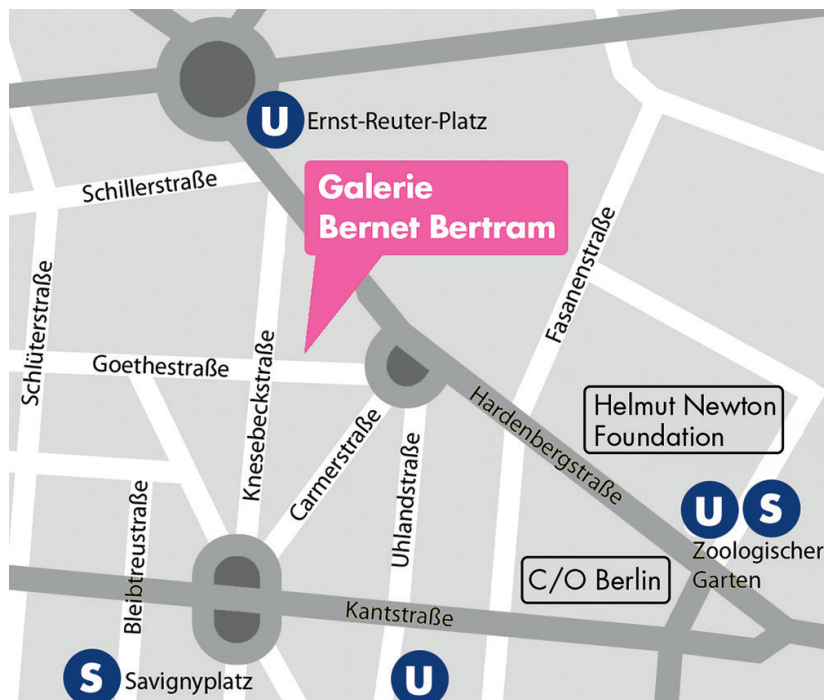 U Ernst-Reuter-Platz
Schillerstraße
Galerie
Bernet Bertram
Fasanenstraße
Schlüterstraße
Goethestraße
Knesebeckstraße
Carmerstraße
Uhlandstraße
Hardenbergstraße
Helmut Newton
Foundation
U S
Zoologischer
Garten
C/O Berlin
Bleibtreustraße
Kantstraße
S Savignyplatz
U